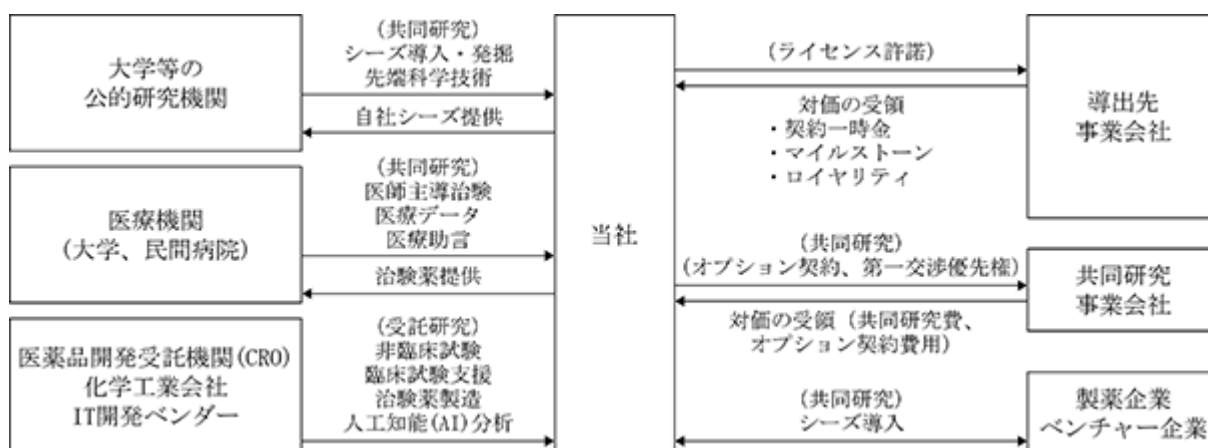 大学等の
公的研究機関
(共同研究)
シーズ導入・発掘
先端科学技術
自社シーズ提供
医療機関
(大学、民間病院)
(共同研究)
医師主導治験
医療データ
医療助言
治験薬提供
医薬品開発受託機関(CRO)
化学工業会社
IT開発ベンダー
(受託研究)
非臨床試験
臨床試験支援
治験薬製造
人工知能(AI)分析
当社
(ライセンス許諾)
対価の受領
・契約一時金
・マイルストーン
・ロイヤリティ
導出先
事業会社
(共同研究)
(オプション契約、第一交渉優先権)
対価の受領(共同研究費、
オプション契約費用)
共同研究
事業会社
(共同研究)
シーズ導入
製薬企業
ベンチャー企業